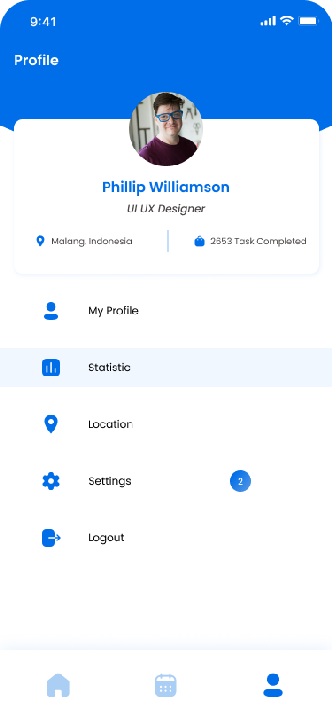 9:41
Profile
Phillip Williamson
UI UX Designer
Malang, Indonesia
2653 Task Completed
My Profile
Statistic
Location
Settings
2
Logout